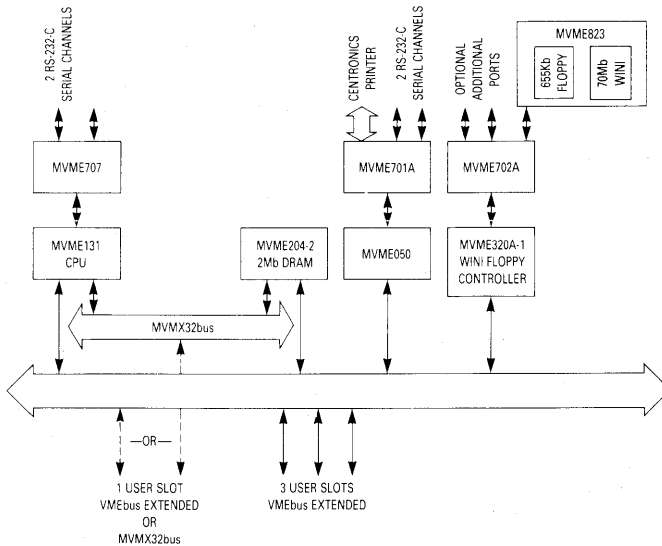 2 RS-232-C
SERIAL CHANNELS
CENTRONICS
PRINTER
2 RS-232-C
SERIAL CHANNELS
OPTIONAL
ADDITIONAL
PORTS
MVME823
655Kb
FLOPPY
70Mb
WINI
MVME707
MVME701A
MVME702A
MVME131
CPU
MVME204-2
2Mb DRAM
MVME050
MVME320A-1
WINI FLOPPY
CONTROLLER
MVMX32bus
—OR—
1 USER SLOT
VMEbus EXTENDED
OR
MVMX32bus
3 USER SLOTS
VMEbus EXTENDED